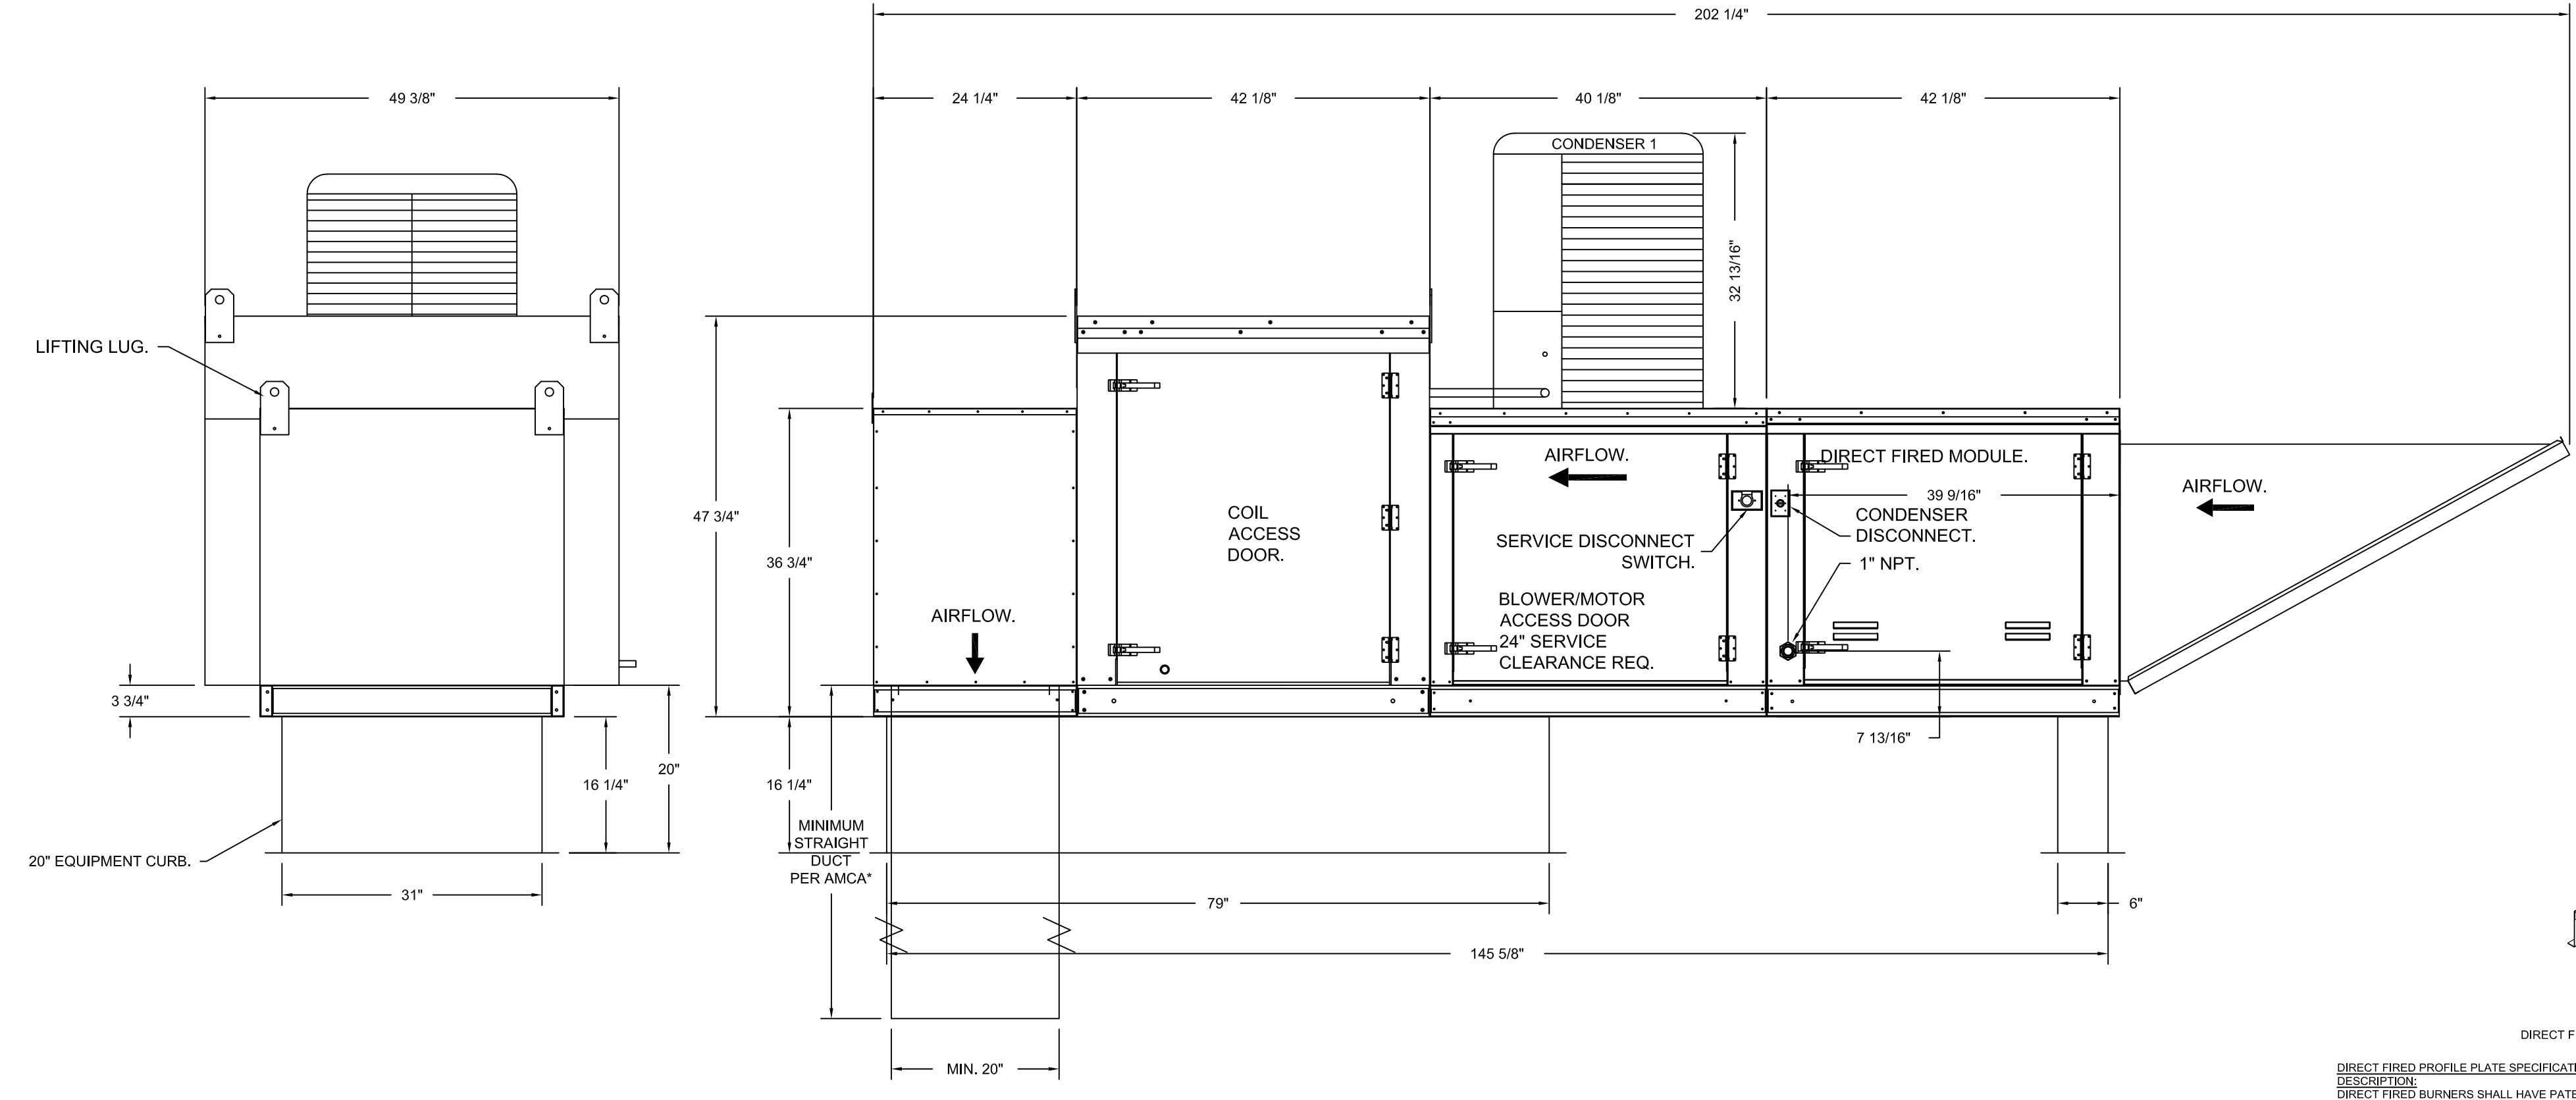 202 1/4"
49 3/8"
24 1/4"
42 1/8"
40 1/8"
42 1/8"
CONDENSER 1
32 13/16"
LIFTING LUG.
AIRFLOW.
DIRECT FIRED MODULE.
39 9/16"
AIRFLOW.
47 3/4"
COIL
ACCESS
DOOR.
CONDENSER
DISCONNECT.
SERVICE DISCONNECT
SWITCH.
36 3/4"
1" NPT.
BLOWER/MOTOR
ACCESS DOOR
24" SERVICE
CLEARANCE REQ.
AIRFLOW.
3 3/4"
7 13/16"
20"
16 1/4"
16 1/4"
MINIMUM
STRAIGHT
DUCT
PER AMCA*
20" EQUIPMENT CURB.
31"
79"
6"
145 5/8"
MIN. 20"
DIRECT F
DIRECT FIRED PROFILE PLATE SPECIFICATI
DESCRIPTION:
DIRECT FIRED BURNERS SHALL HAVE PATE